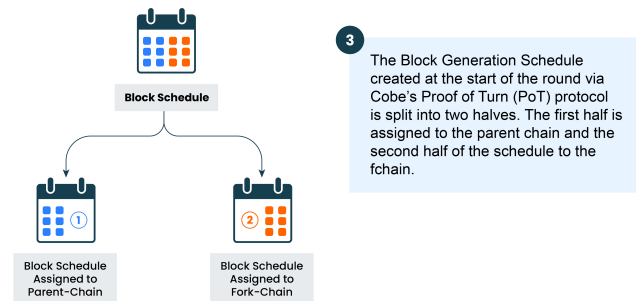 3
The Block Generation Schedule
created at the start of the round via
Cobe's Proof of Turn (PoT) protocol
is split into two halves. The first half is
assigned to the parent chain and the
second half of the schedule to the
fchain.
Block Schedule
1
2
Block Schedule
Assigned to
Parent-Chain
Block Schedule
Assigned to
Fork-Chain